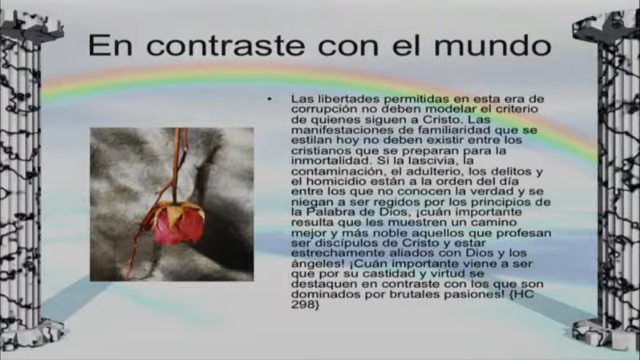 En contraste con el mundo
• Las libertades permitidas en esta era de
corrupción no deben modelar el criterio
de quienes siguen a Cristo. Las
manifestaciones de familiaridad que se
estilan hoy no deben existir entre los
cristianos que se preparan para la
inmortalidad. Si la lascivia, la
contaminación, el adulterio, los delitos y
el homicidio están a la orden del día
entre los que no conocen la verdad y se
niegan a ser regidos por los principios de
la Palabra de Dios, ¡cuán importante
resulta que les muestren un camino
mejor y más noble aquellos que profesan
ser discípulos de Cristo y estar
estrechamente aliados con Dios y los
ángeles! ¡Cuán importante viene a ser
que por su castidad y virtud se
destaquen en contraste con los que son
dominados por brutales pasiones! {HC
298}